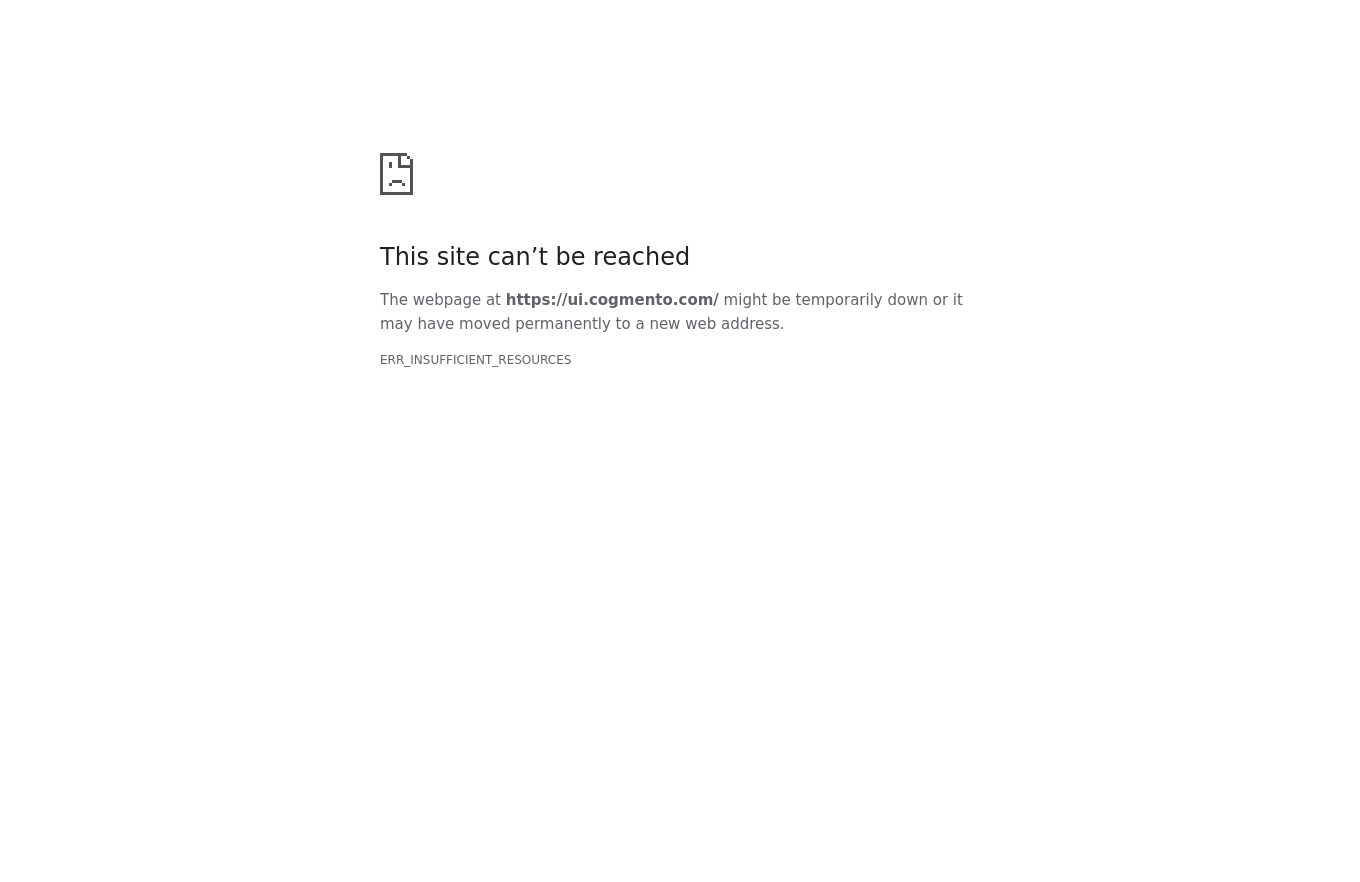 This site can’t be reached
The webpage at https://ui.cogmento.com/ might be temporarily down or it
may have moved permanently to a new web address.
ERR_INSUFFICIENT_RESOURCES